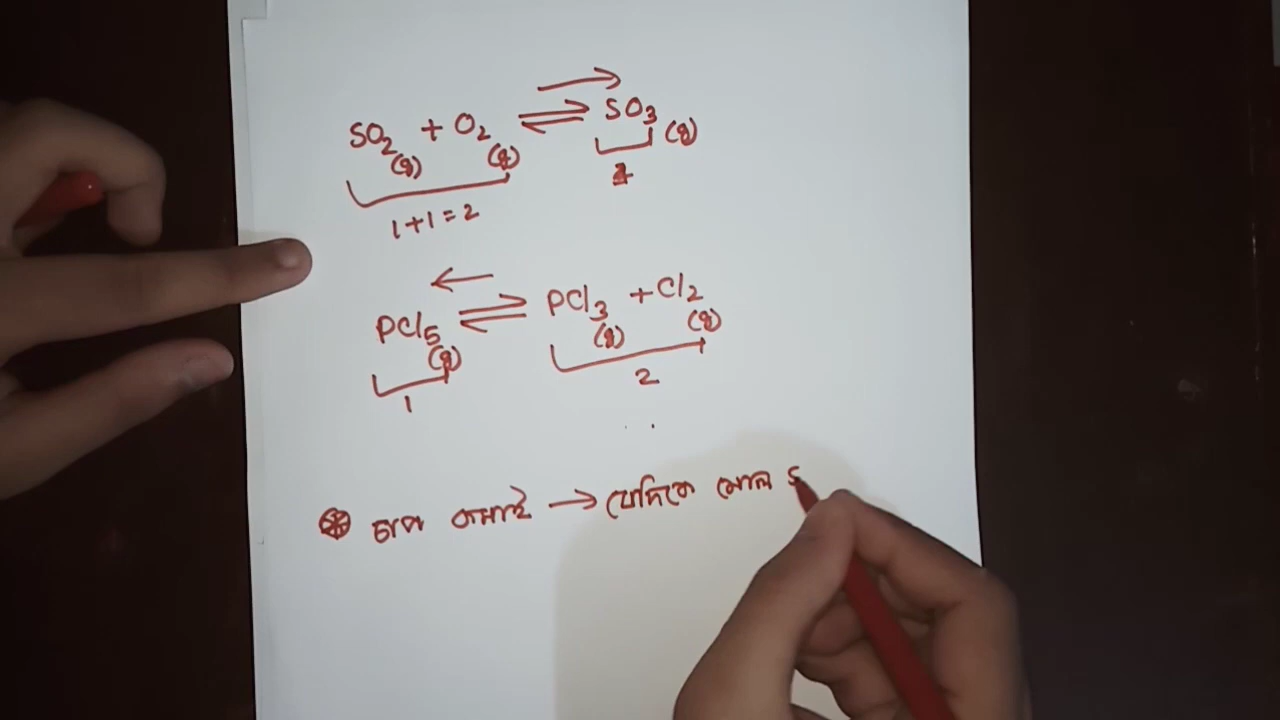 SO₂(g) + O₂(g) ⇌ SO₃(g)
1+1=2
←
PCl₅(g) ⇌ PCl₃(g) + Cl₂(g)
1 2
চাপ কমাই → যেদিকে মোল স